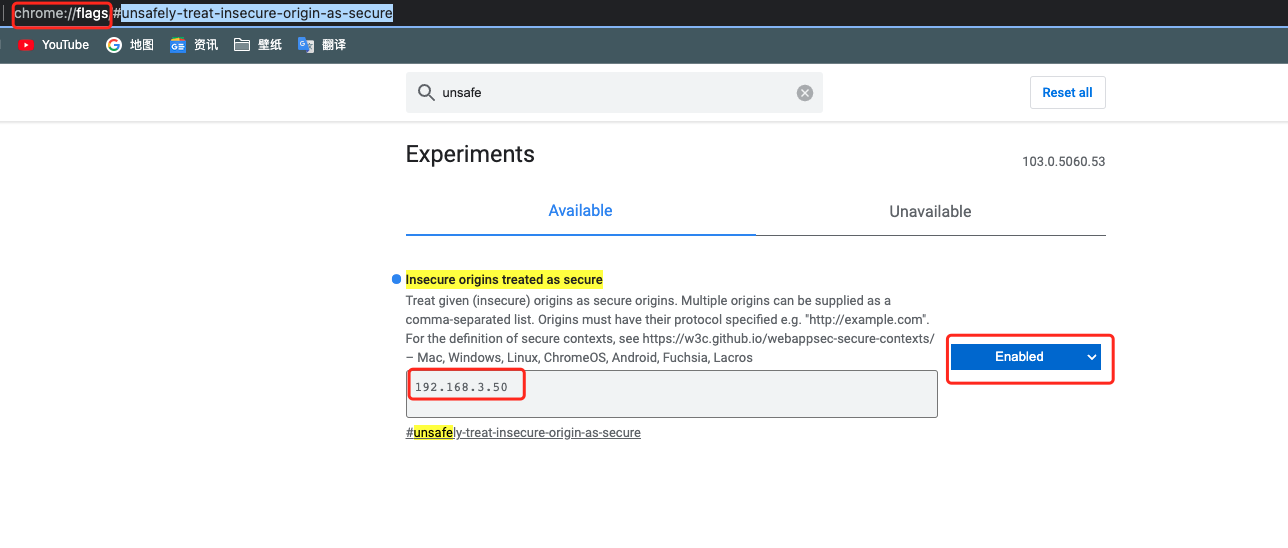 chrome://flags/#unsafely-treat-insecure-origin-as-secure
YouTube 地图 资讯 壁纸 翻译
unsafe
Reset all
Experiments
103.0.5060.53
Available
Unavailable
Insecure origins treated as secure
Treat given (insecure) origins as secure origins. Multiple origins can be supplied as a
comma-separated list. Origins must have their protocol specified e.g. "http://example.com".
For the definition of secure contexts, see https://w3c.github.io/webappsec-secure-contexts/
– Mac, Windows, Linux, ChromeOS, Android, Fuchsia, Lacros
Enabled
192.168.3.50
#unsafely-treat-insecure-origin-as-secure